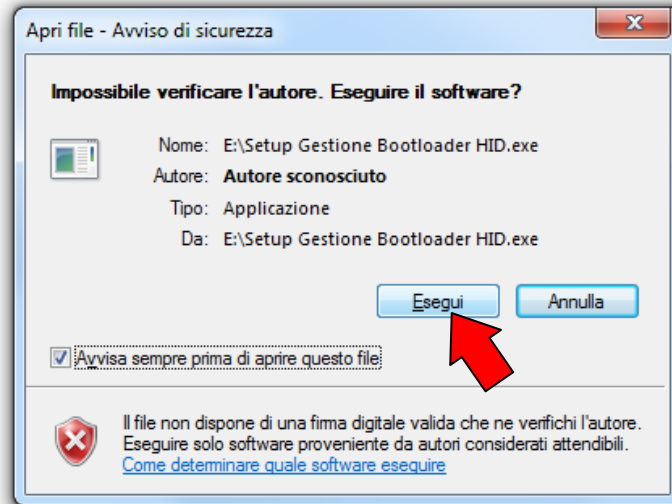 Apri file - Avviso di sicurezza
Impossibile verificare l'autore. Eseguire il software?
Nome: E:\Setup Gestione Bootloader HID.exe
Autore: Autore sconosciuto
Tipo: Applicazione
Da: E:\Setup Gestione Bootloader HID.exe
Esegui Annulla
Avvisa sempre prima di aprire questo file
Il file non dispone di una firma digitale valida che ne verifichi l'autore.
Eseguire solo software proveniente da autori considerati attendibili.
Come determinare quale software eseguire